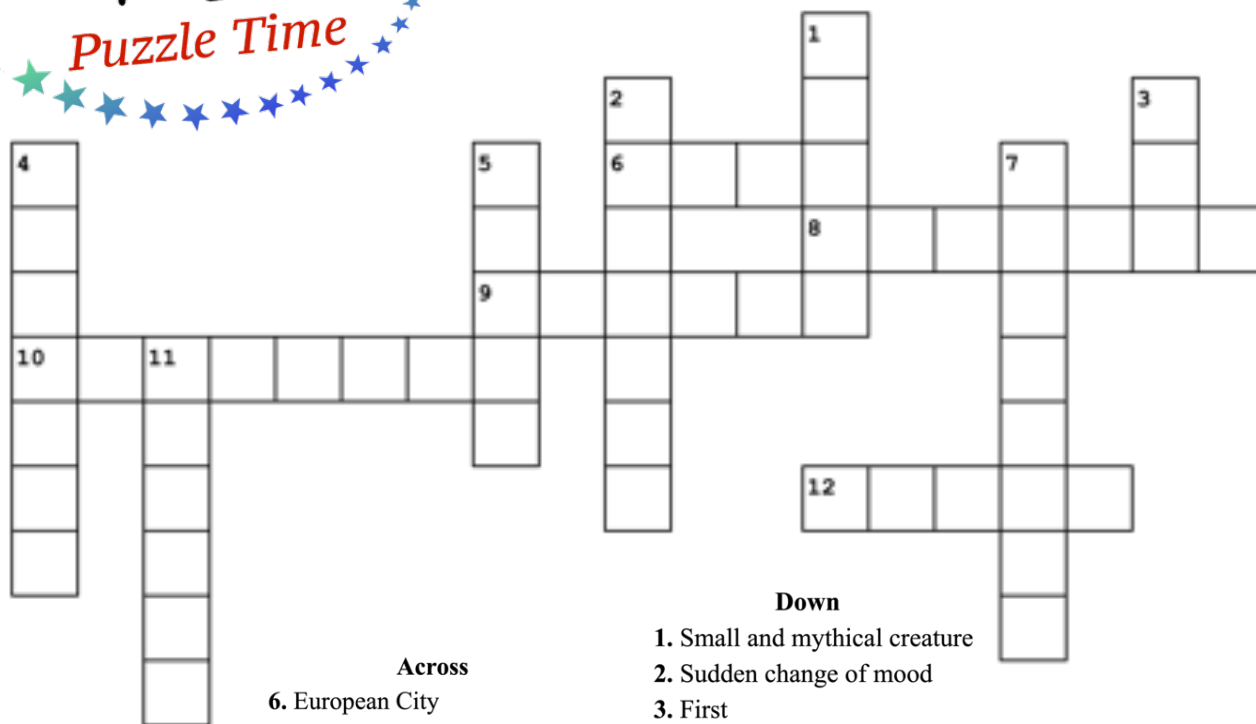 Puzzle Time
1
2
3
4
5
6
7
8
9
10
11
12
Down
1. Small and mythical creature
2. Sudden change of mood
3. First
Across
6. European City